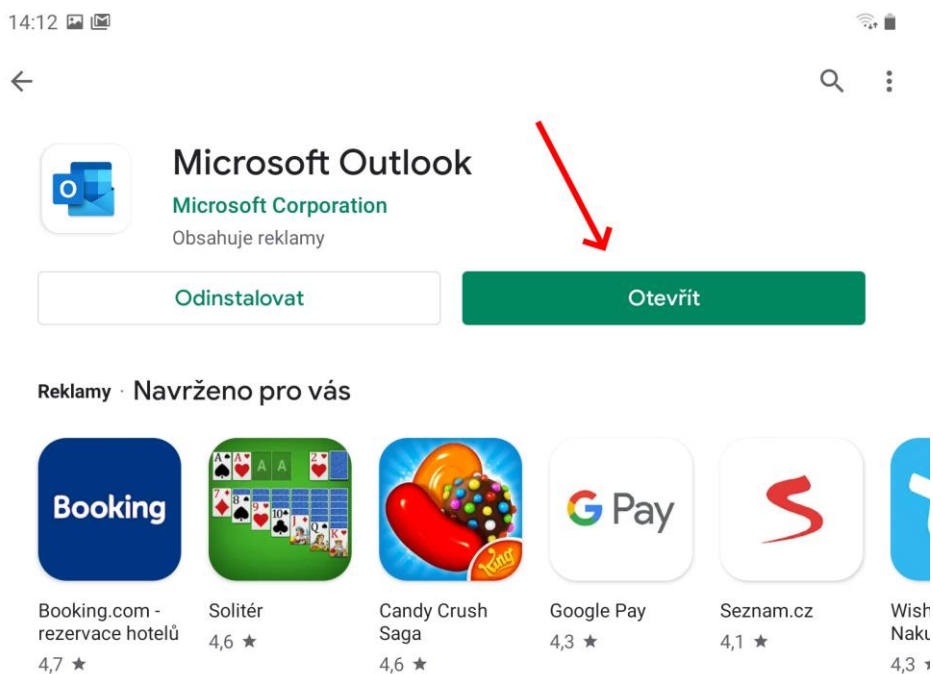 14:12
Microsoft Outlook
Microsoft Corporation
Obsahuje reklamy
Odinstalovat
Otevřít
Reklamy · Navrženo pro vás
Booking
G Pay
King
Booking.com -
rezervace hotelů
4,7 ★
Solitér
4,6 ★
Candy Crush
Saga
4,6 ★
Google Pay
4,3 ★
Seznam.cz
4,1 ★
Wish
Naku
4,3